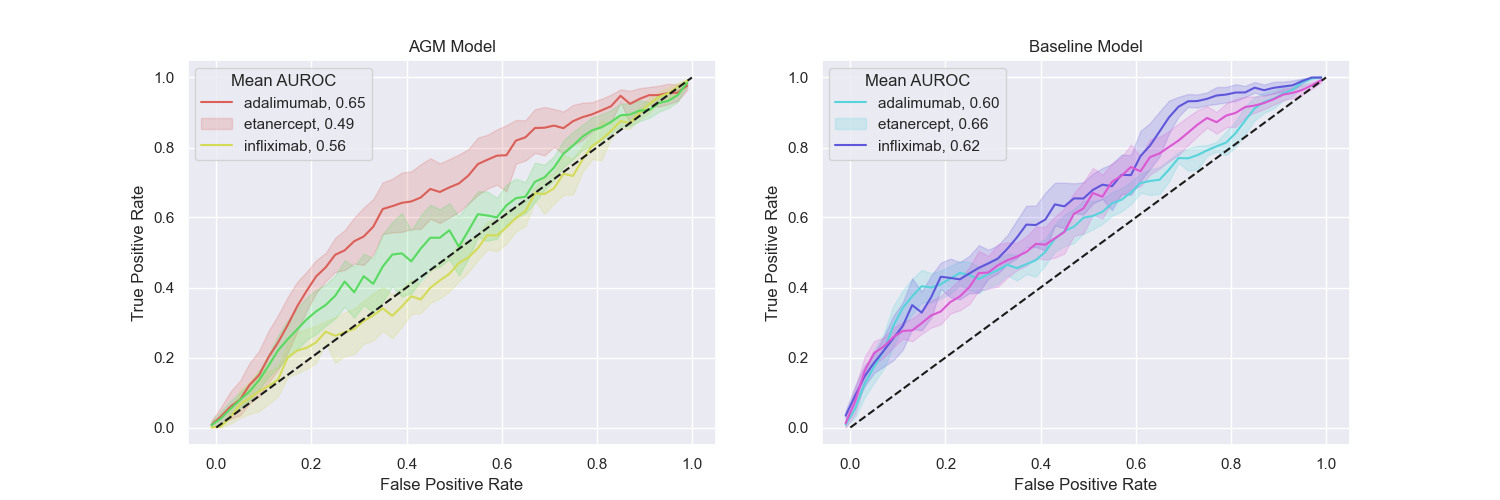 AGM Model
Mean AUROC
adalimumab, 0.65
etanercept, 0.49
infliximab, 0.56
1.0
0.8
0.6
0.4
0.2
0.0
True Positive Rate
0.0 0.2 0.4 0.6 0.8 1.0
False Positive Rate
Baseline Model
Mean AUROC
adalimumab, 0.60
etanercept, 0.66
infliximab, 0.62
1.0
0.8
0.6
0.4
0.2
0.0
True Positive Rate
0.0 0.2 0.4 0.6 0.8 1.0
False Positive Rate